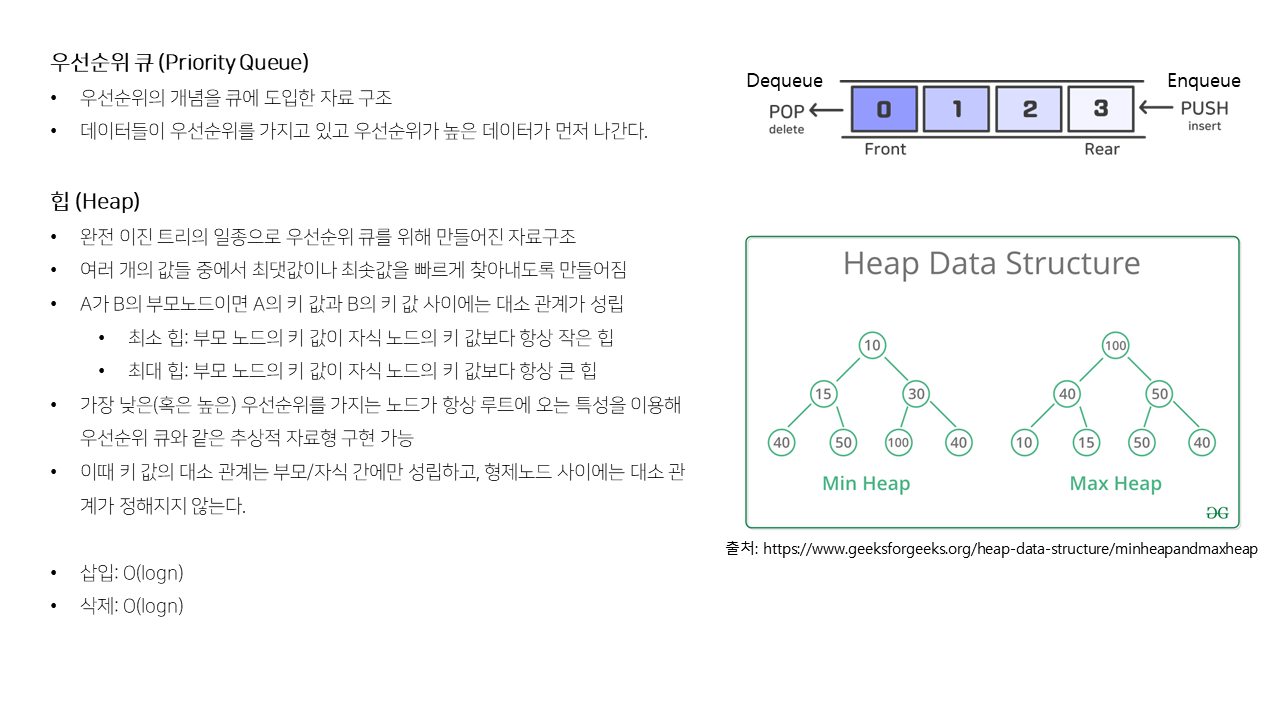 우선순위 큐 (Priority Queue)
• 우선순위의 개념을 큐에 도입한 자료 구조
• 데이터들이 우선순위를 가지고 있고 우선순위가 높은 데이터가 먼저 나간다.
힙 (Heap)
• 완전 이진 트리의 일종으로 우선순위 큐를 위해 만들어진 자료구조
• 여러 개의 값들 중에서 최댓값이나 최솟값을 빠르게 찾아내도록 만들어짐
• A가 B의 부모노드이면 A의 키 값과 B의 키 값 사이에는 대소 관계가 성립
• 최소 힙: 부모 노드의 키 값이 자식 노드의 키 값보다 항상 작은 힙
• 최대 힙: 부모 노드의 키 값이 자식 노드의 키 값보다 항상 큰 힙
• 가장 낮은(혹은 높은) 우선순위를 가지는 노드가 항상 루트에 오는 특성을 이용해
우선순위 큐와 같은 추상적 자료형 구현 가능
• 이때 키 값의 대소 관계는 부모/자식 간에만 성립하고, 형제노드 사이에는 대소 관
계가 정해지지 않는다.
• 삽입: O(logn)
• 삭제: O(logn)
Dequeue Enqueue
POP 0 1 2 3 PUSH
delete insert
Front Rear
Heap Data Structure
10 100
15 30 40 50
40 50 100 40 10 15 50 40
Min Heap Max Heap
출처: https://www.geeksforgeeks.org/heap-data-structure/minheapandmaxheap